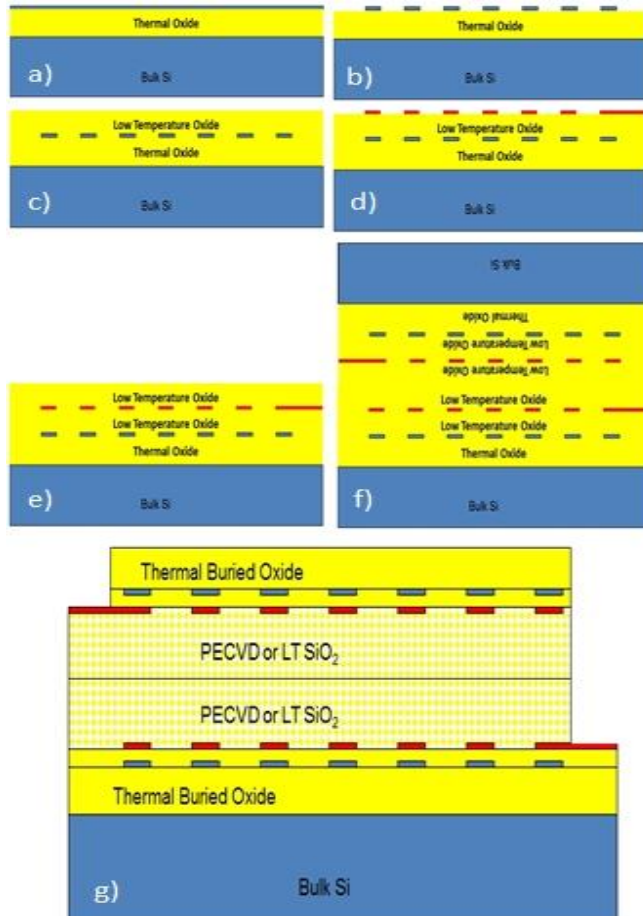 Thermal Oxide
Bulk Si
a)
Thermal Oxide
Bulk Si
b)
Low Temperature Oxide
Thermal Oxide
Bulk Si
c)
Low Temperature Oxide
Thermal Oxide
Bulk Si
d)
Low Temperature Oxide
Low Temperature Oxide
Thermal Oxide
Bulk Si
e)
Bulk Si
Thermal Oxide
Low Temperature Oxide
Low Temperature Oxide
Low Temperature Oxide
Low Temperature Oxide
Thermal Oxide
Bulk Si
f)
Thermal Buried Oxide
PECVD or LT SiO₂
PECVD or LT SiO₂
Thermal Buried Oxide
Bulk Si
g)